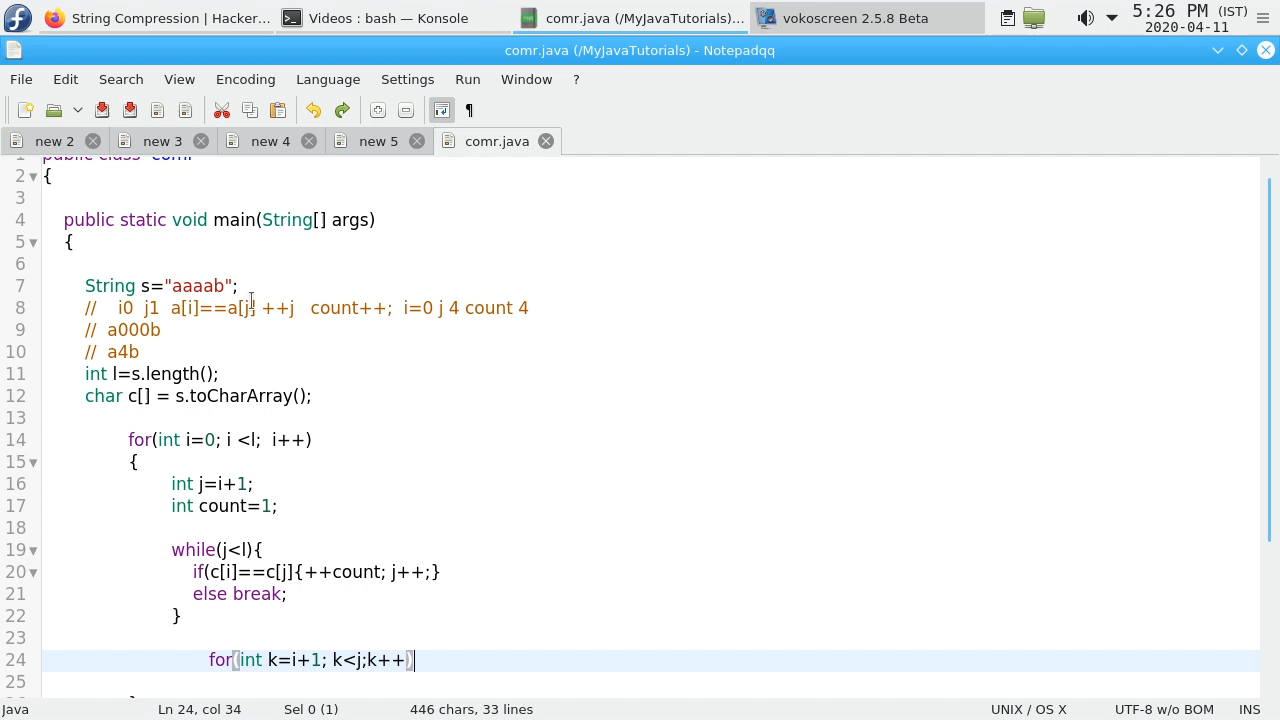 String Compression | Hacker... Videos : bash — Konsole comr.java (/MyJavaTutorials)... vokoscreen 2.5.8 Beta 5:26 PM (IST)
2020-04-11
comr.java (/MyJavaTutorials) - Notepadqq
File Edit Search View Encoding Language Settings Run Window ?
new 2 new 3 new 4 new 5 comr.java
1 public class comr
2 {
3
4 public static void main(String[] args)
5 {
6
7 String s="aaaab";
8 // i0 j1 a[i]==a[j] ++j count++; i=0 j 4 count 4
9 // a000b
10 // a4b
11 int l=s.length();
12 char c[] = s.toCharArray();
13
14 for(int i=0; i <l; i++)
15 {
16 int j=i+1;
17 int count=1;
18
19 while(j<l){
20 if(c[i]==c[j]{++count; j++;}
21 else break;
22 }
23
24 for(int k=i+1; k<j;k++)
25
Java Ln 24, col 34 Sel 0 (1) 446 chars, 33 lines UNIX / OS X UTF-8 w/o BOM INS